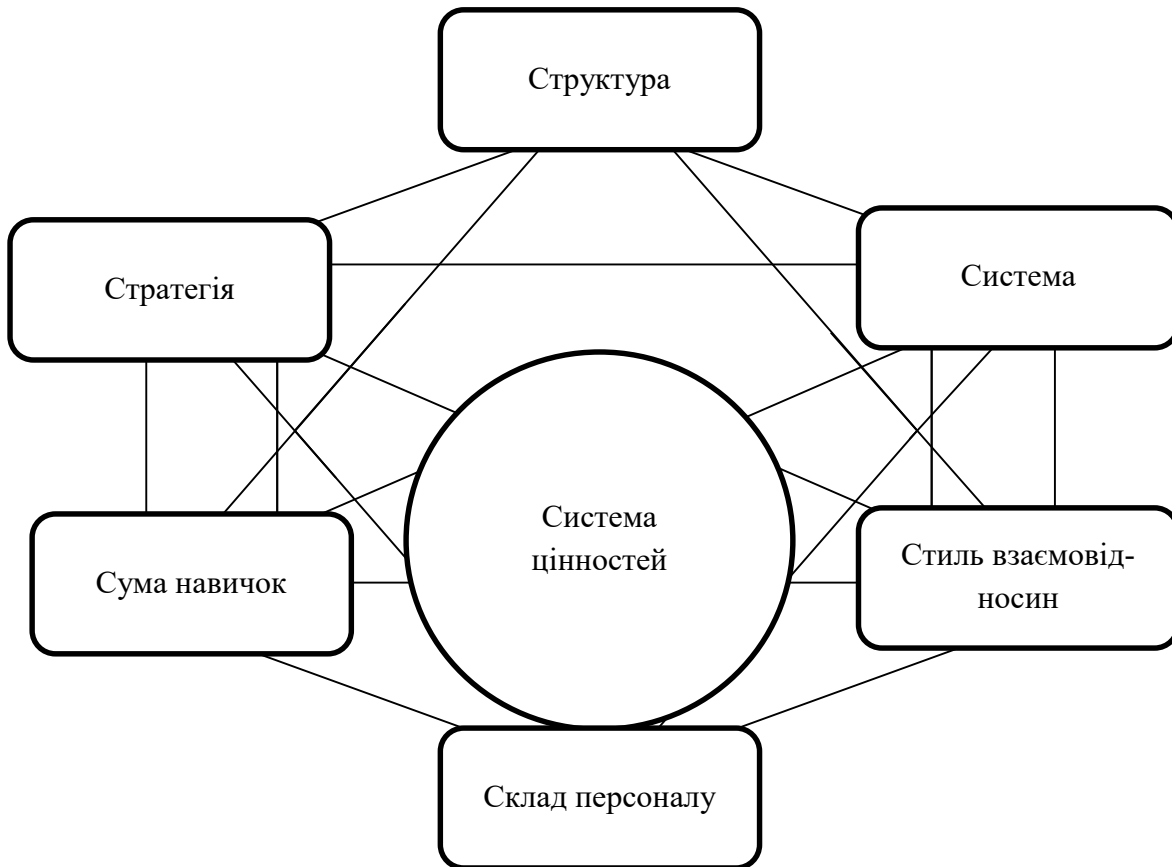 Структура
Стратегія
Система
Система
цінностей
Сума навичок
Стиль взаємовід-
носин
Склад персоналу